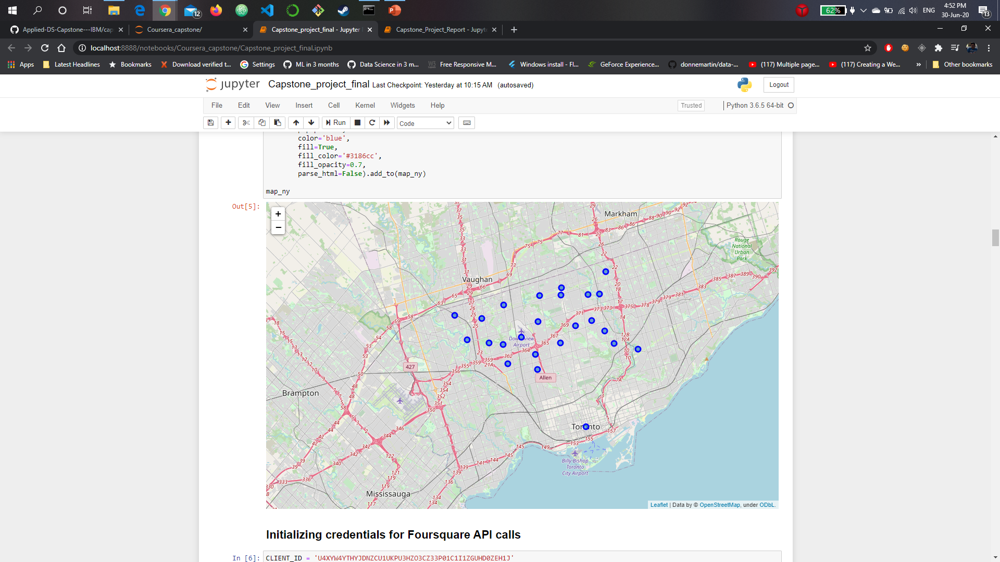 62%
4:52 PM
ENG
30-Jun-20
12
13
Applied-DS-Capstone---IBM/cap
Coursera_capstone/
Capstone_project_final - Jupyter
Capstone_Project_Report - Jupyt
localhost:8888/notebooks/Coursera_capstone/Capstone_project_final.ipynb
Apps
Latest Headlines
Bookmarks
Download verified t...
Settings
ML in 3 months
Data Science in 3 m...
Free Responsive M...
Windows install - Fl...
GeForce Experience...
donnemartin/data-...
(117) Multiple page...
(117) Creating a We...
»
Other bookmarks
jupyter Capstone_project_final Last Checkpoint: Yesterday at 10:15 AM (autosaved)
Logout
File Edit View Insert Cell Kernel Widgets Help
Trusted
Python 3.6.5 64-bit
Run
Code
color='blue',
fill=True,
fill_color='#3186cc',
fill_opacity=0.7,
parse_html=False).add_to(map_ny)
map_ny
Out[5]:
+
−
Markham
Rouge
National
Urban
Park
Vaughan
Downsview
Airport
427
Allen
Brampton
Toronto
Billy Bishop
Toronto
City Airport
Mississauga
Leaflet | Data by © OpenStreetMap, under ODbL.
Initializing credentials for Foursquare API calls
In [6]: CLIENT_ID = 'U4XYW4YTHYJDNZCU1UKPU3HZO3CZ33P01C1I1ZGUHD0ZEH1J'